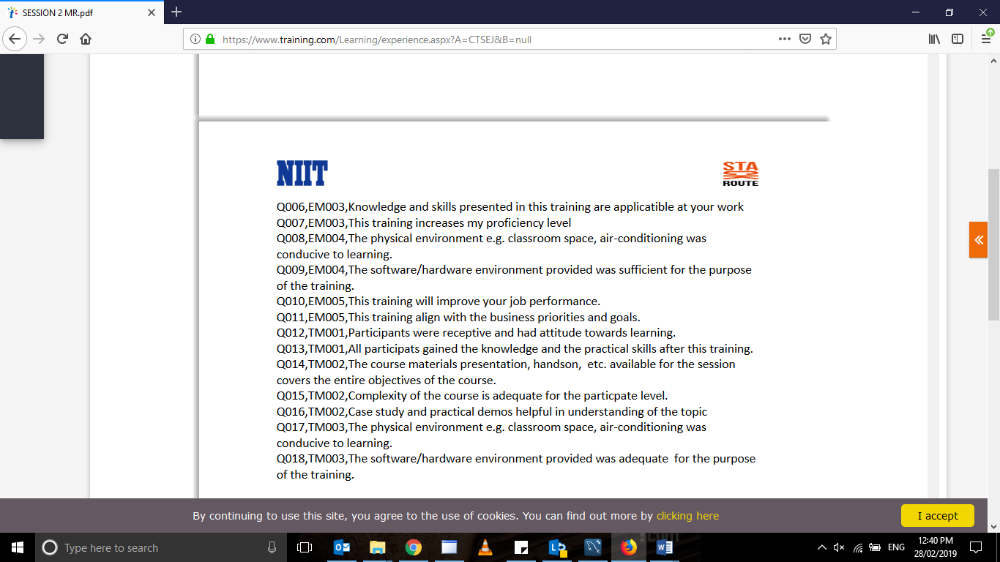 SESSION 2 MR.pdf
https://www.training.com/Learning/experience.aspx?A=CTSEJ&B=null
NIIT
STA
ROUTE
Q006,EM003,Knowledge and skills presented in this training are applicatible at your work
Q007,EM003,This training increases my proficiency level
Q008,EM004,The physical environment e.g. classroom space, air-conditioning was
conducive to learning.
Q009,EM004,The software/hardware environment provided was sufficient for the purpose
of the training.
Q010,EM005,This training will improve your job performance.
Q011,EM005,This training align with the business priorities and goals.
Q012,TM001,Participants were receptive and had attitude towards learning.
Q013,TM001,All participats gained the knowledge and the practical skills after this training.
Q014,TM002,The course materials presentation, handson,  etc. available for the session
covers the entire objectives of the course.
Q015,TM002,Complexity of the course is adequate for the particpate level.
Q016,TM002,Case study and practical demos helpful in understanding of the topic
Q017,TM003,The physical environment e.g. classroom space, air-conditioning was
conducive to learning.
Q018,TM003,The software/hardware environment provided was adequate  for the purpose
of the training.
By continuing to use this site, you agree to the use of cookies. You can find out more by clicking here
I accept
Type here to search
ENG
12:40 PM
28/02/2019